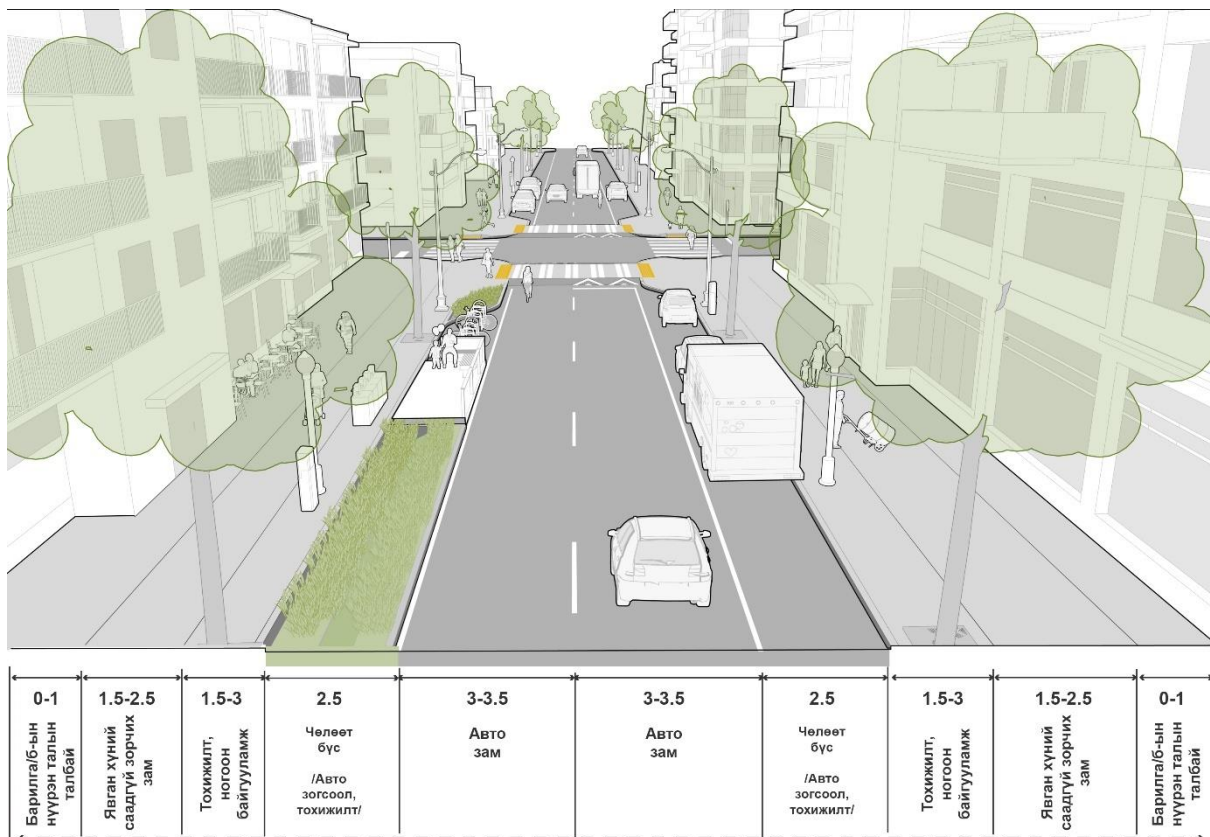 0-1
1.5-2.5
1.5-3
2.5
3-3.5
3-3.5
2.5
1.5-3
1.5-2.5
0-1
Барилга/б-ын
нүүрэн талын
талбай
Явган хүний
саадгүй зорчих
зам
Тохижилт,
ногоон
байгууламж
Чөлөөт
бүс
/Авто
зогсоол,
тохижилт/
Авто
зам
Авто
зам
Чөлөөт
бүс
/Авто
зогсоол,
тохижилт/
Тохижилт,
ногоон
байгууламж
Явган хүний
саадгүй зорчих
зам
Барилга/б-ын
нүүрэн талын
талбай